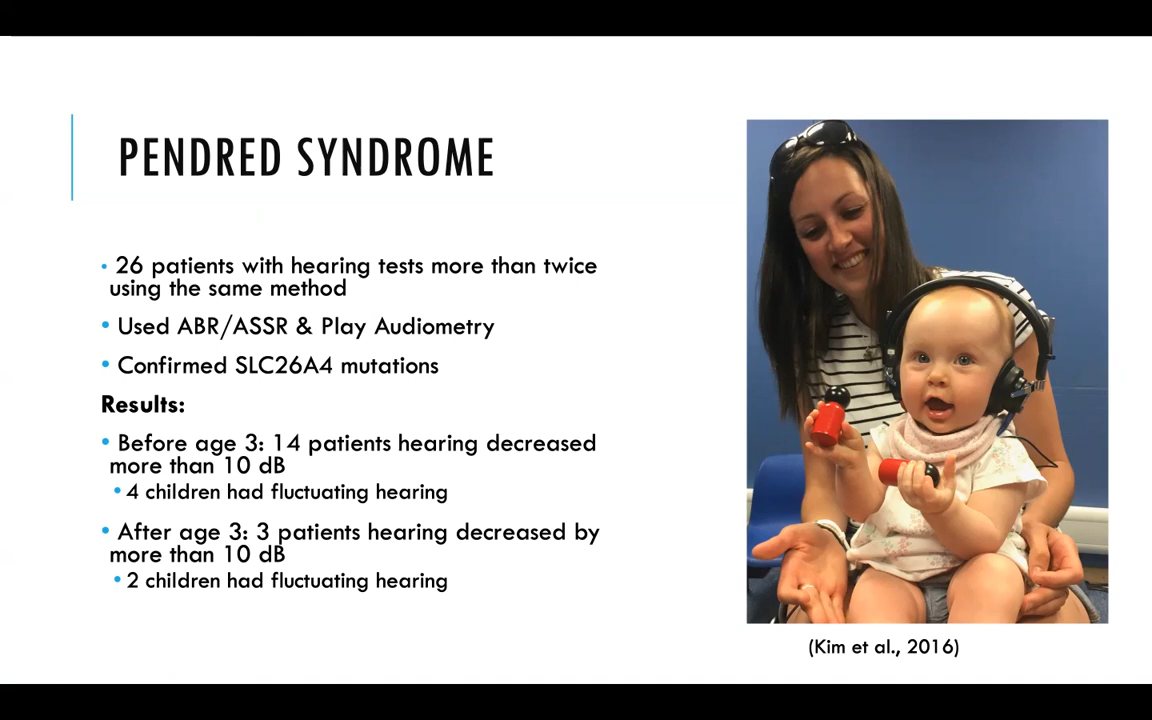 PENDRED SYNDROME
• 26 patients with hearing tests more than twice
using the same method
• Used ABR/ASSR & Play Audiometry
• Confirmed SLC26A4 mutations
Results:
• Before age 3: 14 patients hearing decreased
more than 10 dB
• 4 children had fluctuating hearing
• After age 3: 3 patients hearing decreased by
more than 10 dB
• 2 children had fluctuating hearing
(Kim et al., 2016)